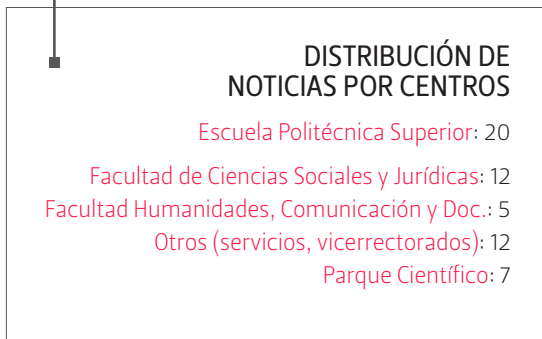 DISTRIBUCIÓN DE
NOTICIAS POR CENTROS
Escuela Politécnica Superior: 20
Facultad de Ciencias Sociales y Jurídicas: 12
Facultad Humanidades, Comunicación y Doc.: 5
Otros (servicios, vicerrectorados): 12
Parque Científico: 7